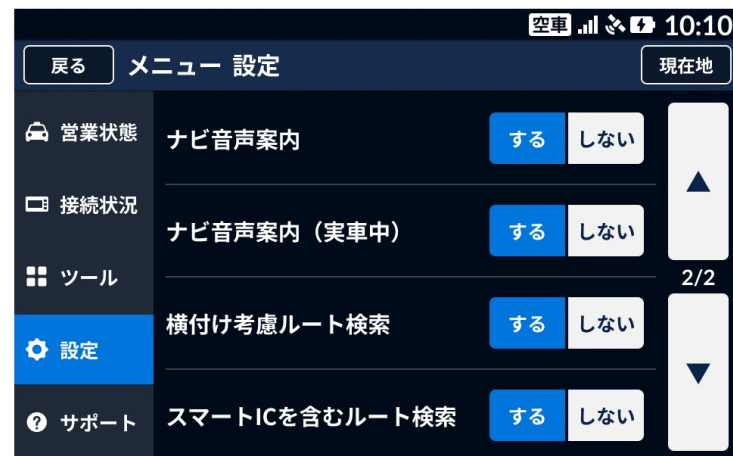 空車 10:10
戻る メニュー 設定 現在地
営業状態
接続状況
ツール
設定
サポート
ナビ音声案内 する しない
ナビ音声案内（実車中） する しない
横付け考慮ルート検索 する しない
スマートICを含むルート検索 する しない
2/2